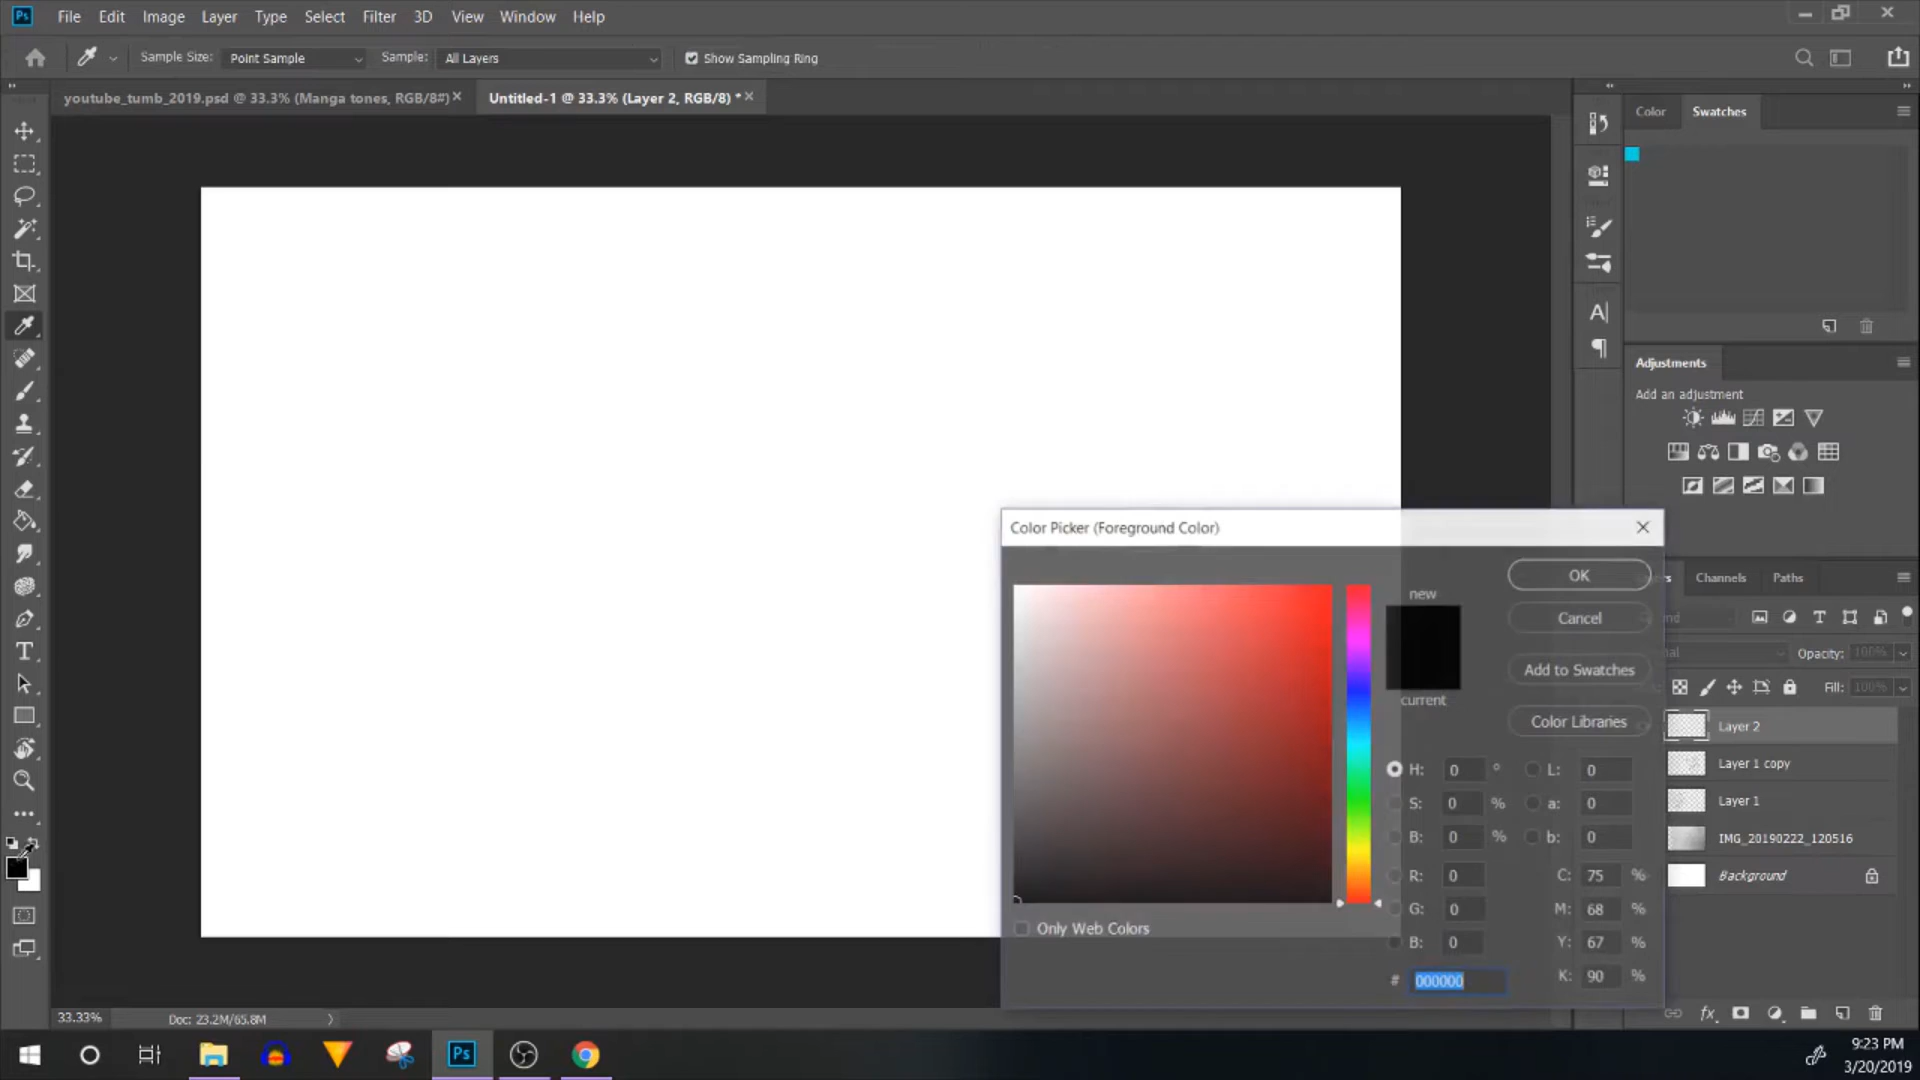 Ps File Edit Image Layer Type Select Filter 3D View Window Help
Sample Size: Point Sample Sample: All Layers Show Sampling Ring
youtube_tumb_2019.psd @ 33.3% (Manga tones, RGB/8#) Untitled-1 @ 33.3% (Layer 2, RGB/8) *
Color Swatches
Adjustments
Add an adjustment
Color Picker (Foreground Color)
OK
new
Cancel
Add to Swatches
current
Color Libraries
H: 0 ° L: 0
S: 0 % a: 0
B: 0 % b: 0
R: 0 C: 75 %
G: 0 M: 68 %
B: 0 Y: 67 %
Only Web Colors
# 000000 K: 90 %
Channels Paths
Opacity: 100%
Fill: 100%
Layer 2
Layer 1 copy
Layer 1
IMG_20190222_120516
Background
33.33% Doc: 23.2M/65.8M
Ps
9:23 PM
3/20/2019